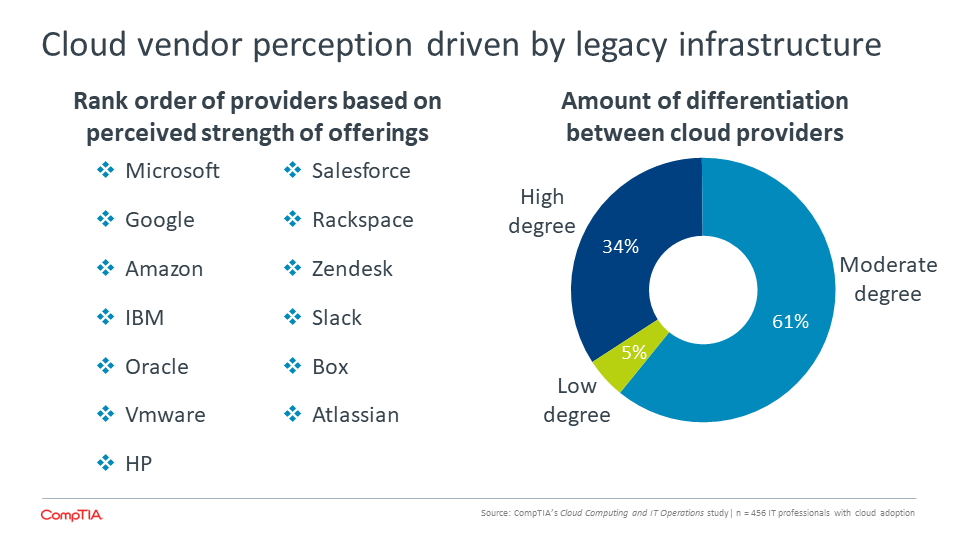 Cloud vendor perception driven by legacy infrastructure
Rank order of providers based on
perceived strength of offerings
Microsoft
Google
Amazon
IBM
Oracle
Vmware
HP
Salesforce
Rackspace
Zendesk
Slack
Box
Atlassian
Amount of differentiation
between cloud providers
High
degree
34%
Moderate
degree
61%
5%
Low
degree
CompTIA
Source: CompTIA's Cloud Computing and IT Operations study | n = 456 IT professionals with cloud adoption